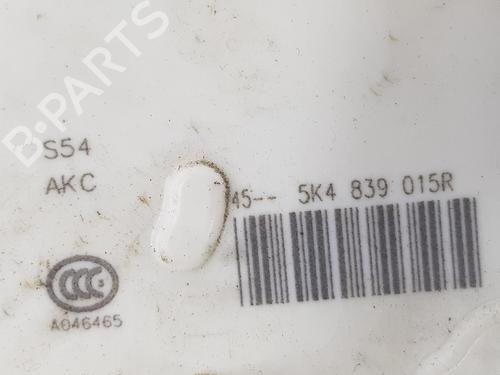 B-PARTS
S54
AKC
45-- 5K4 839 015R
CCC
A046465